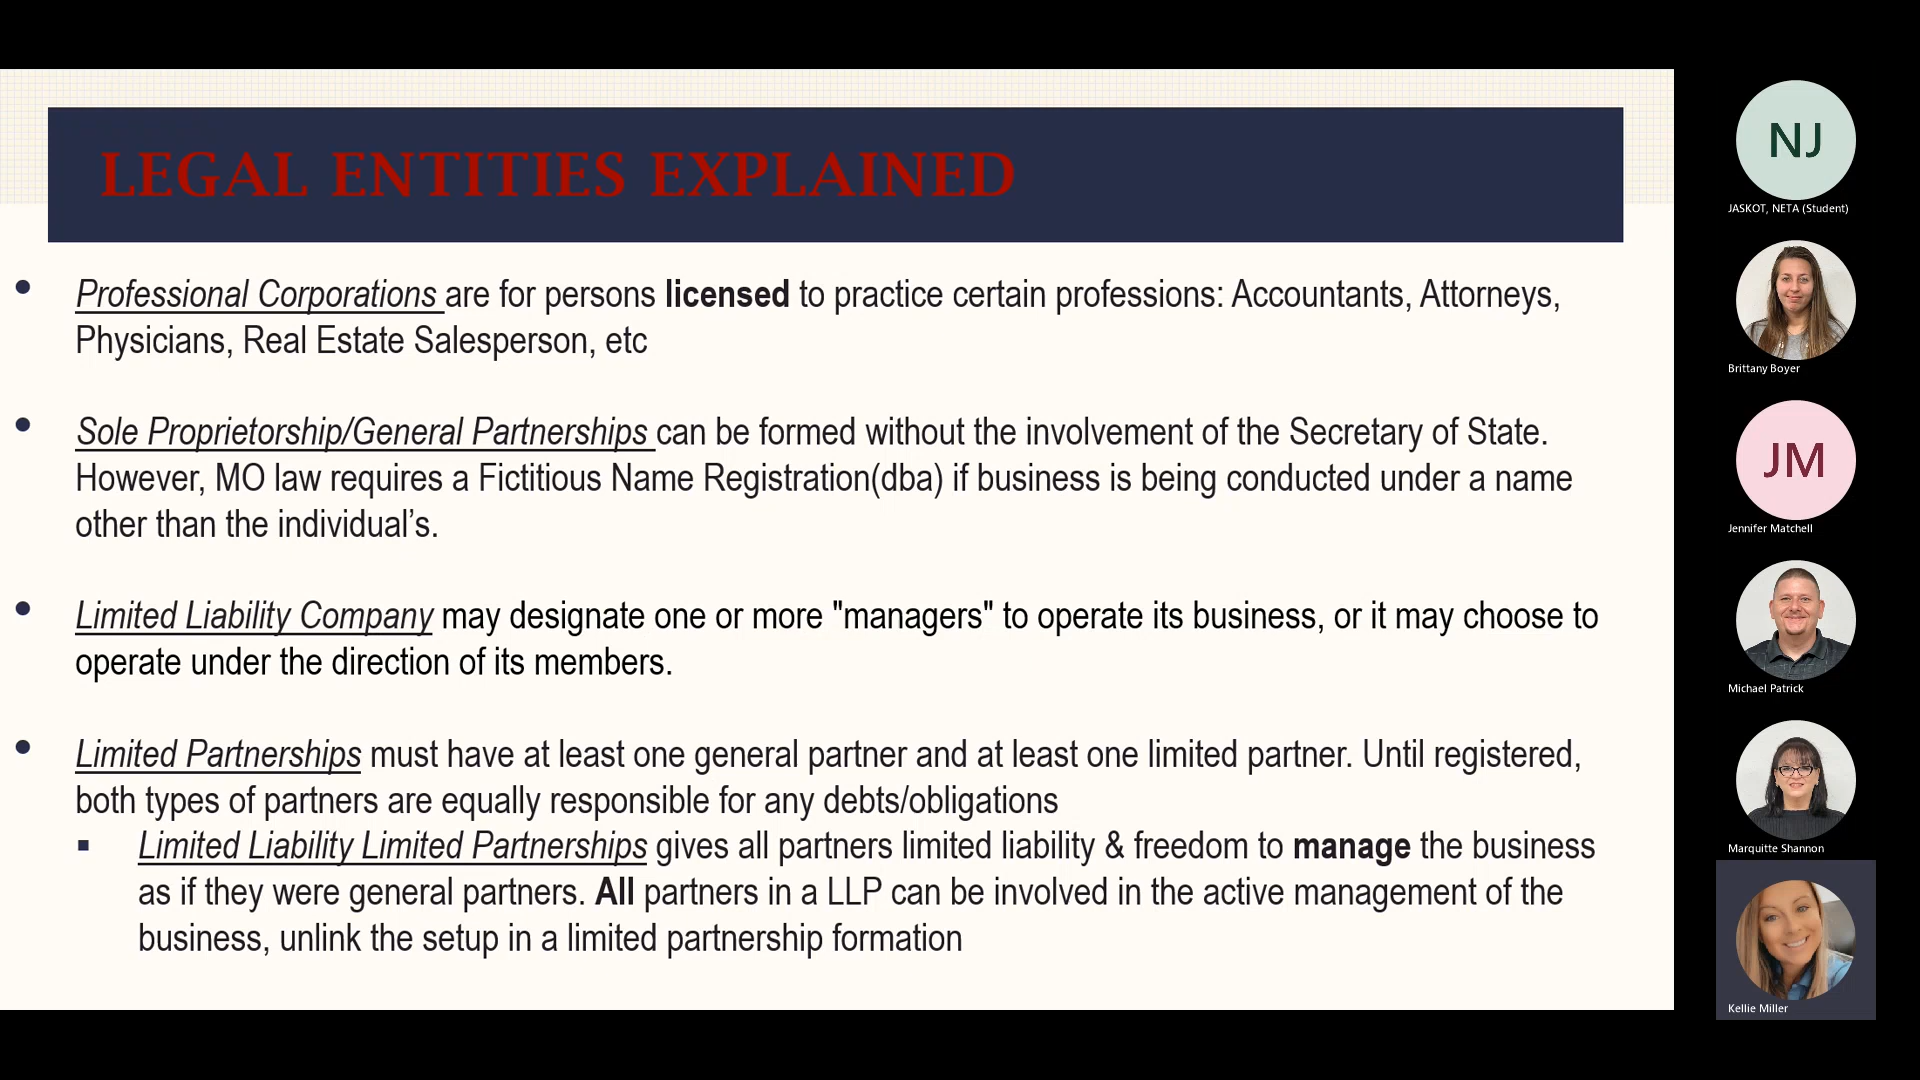 LEGAL ENTITIES EXPLAINED
• Professional Corporations are for persons licensed to practice certain professions: Accountants, Attorneys,
Physicians, Real Estate Salesperson, etc
• Sole Proprietorship/General Partnerships can be formed without the involvement of the Secretary of State.
However, MO law requires a Fictitious Name Registration(dba) if business is being conducted under a name
other than the individual’s.
• Limited Liability Company may designate one or more "managers" to operate its business, or it may choose to
operate under the direction of its members.
• Limited Partnerships must have at least one general partner and at least one limited partner. Until registered,
both types of partners are equally responsible for any debts/obligations
▪ Limited Liability Limited Partnerships gives all partners limited liability & freedom to manage the business
as if they were general partners. All partners in a LLP can be involved in the active management of the
business, unlink the setup in a limited partnership formation
NJ
JASKOT, NETA (Student)
Brittany Boyer
JM
Jennifer Matchell
Michael Patrick
Marquitte Shannon
Kellie Miller